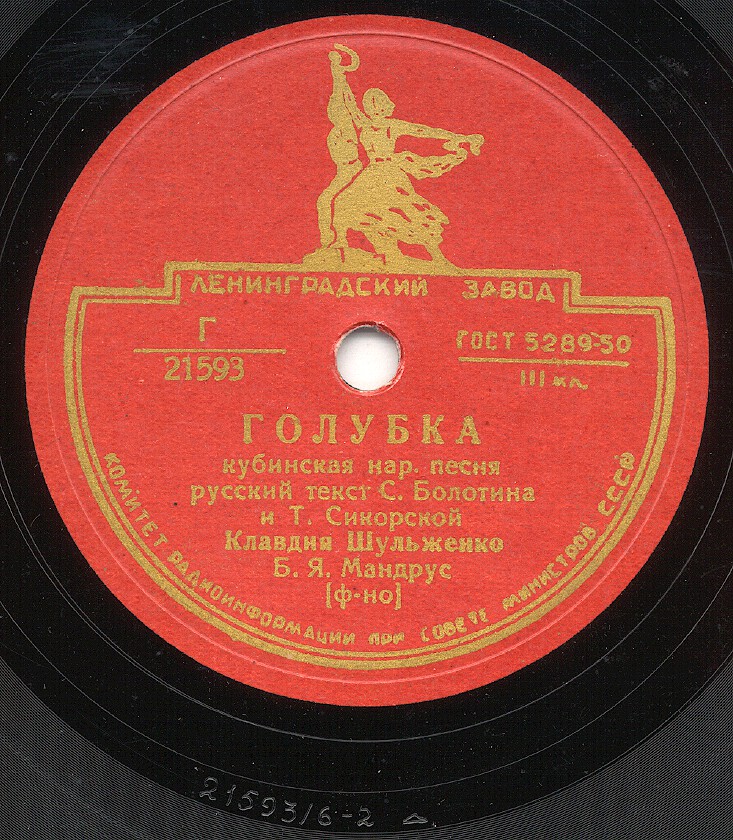 ЛЕНИНГРАДСКИЙ ЗАВОД
Г
21593
ГОСТ 5289-50
III кл.
ГОЛУБКА
кубинская нар. песня
русский текст С. Болотина
и Т. Сикорской
Клавдия Шульженко
Б. Я. Мандрус
[ф-но]
КОМИТЕТ РАДИОИНФОРМАЦИИ ПРИ СОВЕТЕ МИНИСТРОВ СССР
21593/6-2